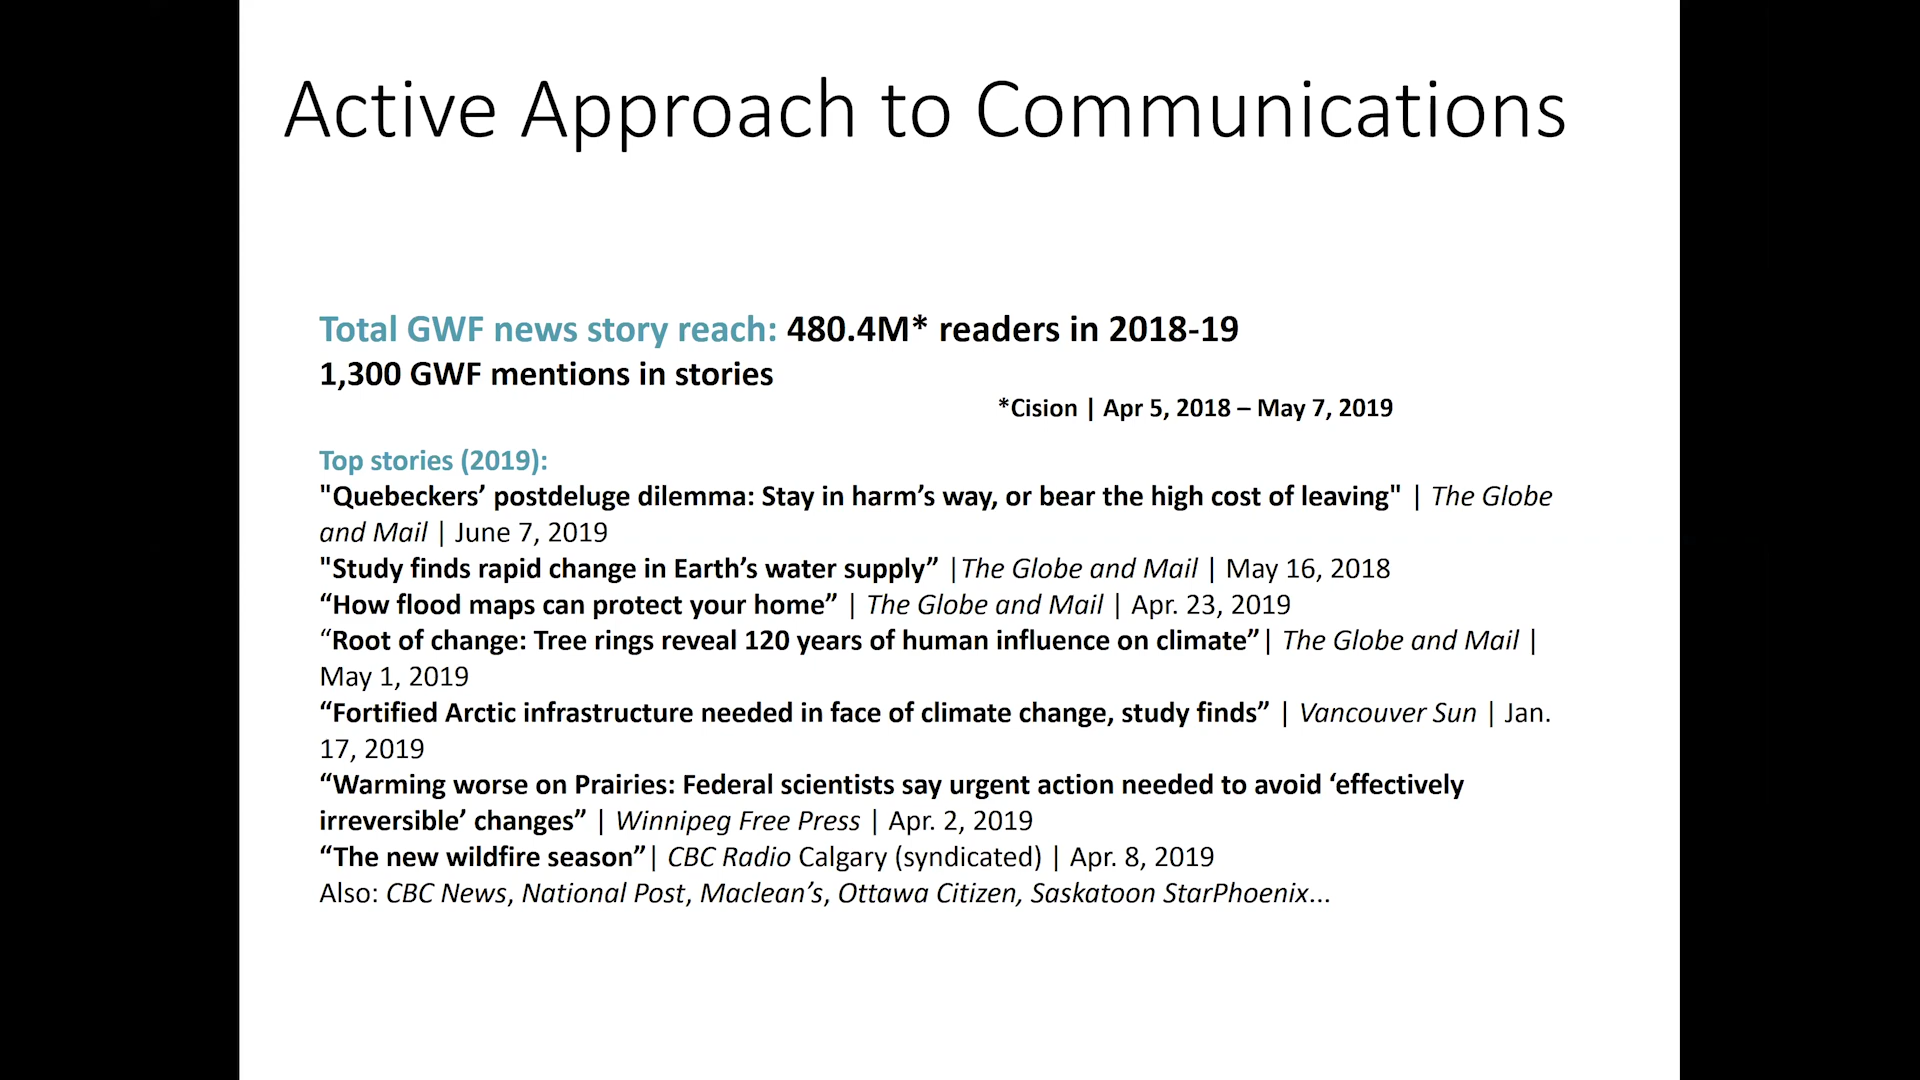 Active Approach to Communications
Total GWF news story reach: 480.4M* readers in 2018-19
1,300 GWF mentions in stories
*Cision | Apr 5, 2018 – May 7, 2019
Top stories (2019):
"Quebeckers’ postdeluge dilemma: Stay in harm’s way, or bear the high cost of leaving" | The Globe
and Mail | June 7, 2019
"Study finds rapid change in Earth’s water supply” |The Globe and Mail | May 16, 2018
“How flood maps can protect your home” | The Globe and Mail | Apr. 23, 2019
“Root of change: Tree rings reveal 120 years of human influence on climate”| The Globe and Mail |
May 1, 2019
“Fortified Arctic infrastructure needed in face of climate change, study finds” | Vancouver Sun | Jan.
17, 2019
“Warming worse on Prairies: Federal scientists say urgent action needed to avoid ‘effectively
irreversible’ changes” | Winnipeg Free Press | Apr. 2, 2019
“The new wildfire season”| CBC Radio Calgary (syndicated) | Apr. 8, 2019
Also: CBC News, National Post, Maclean’s, Ottawa Citizen, Saskatoon StarPhoenix...